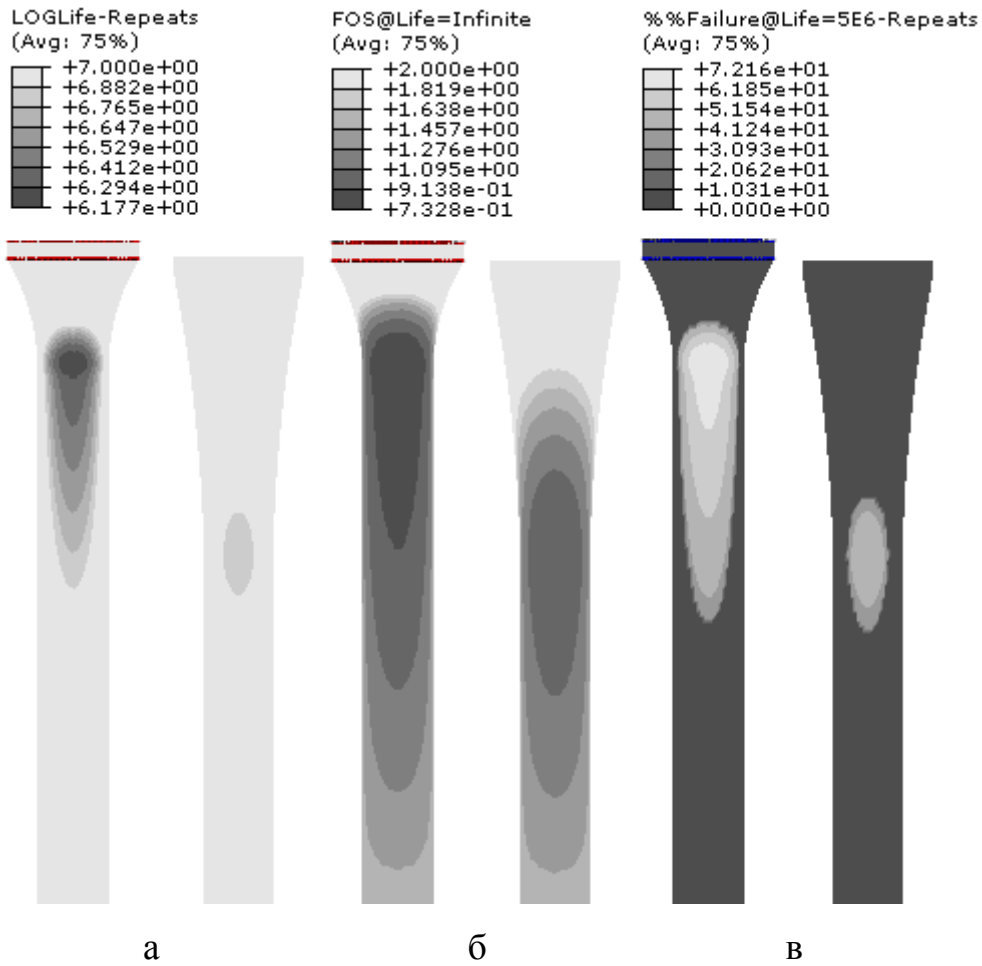 LOGLife-Repeats
(Avg: 75%)
+7.000e+00
+6.882e+00
+6.765e+00
+6.647e+00
+6.529e+00
+6.412e+00
+6.294e+00
+6.177e+00
FOS@Life=Infinite
(Avg: 75%)
+2.000e+00
+1.819e+00
+1.638e+00
+1.457e+00
+1.276e+00
+1.095e+00
+9.138e-01
+7.328e-01
%%Failure@Life=5E6-Repeats
(Avg: 75%)
+7.216e+01
+6.185e+01
+5.154e+01
+4.124e+01
+3.093e+01
+2.062e+01
+1.031e+01
+0.000e+00
а
б
в